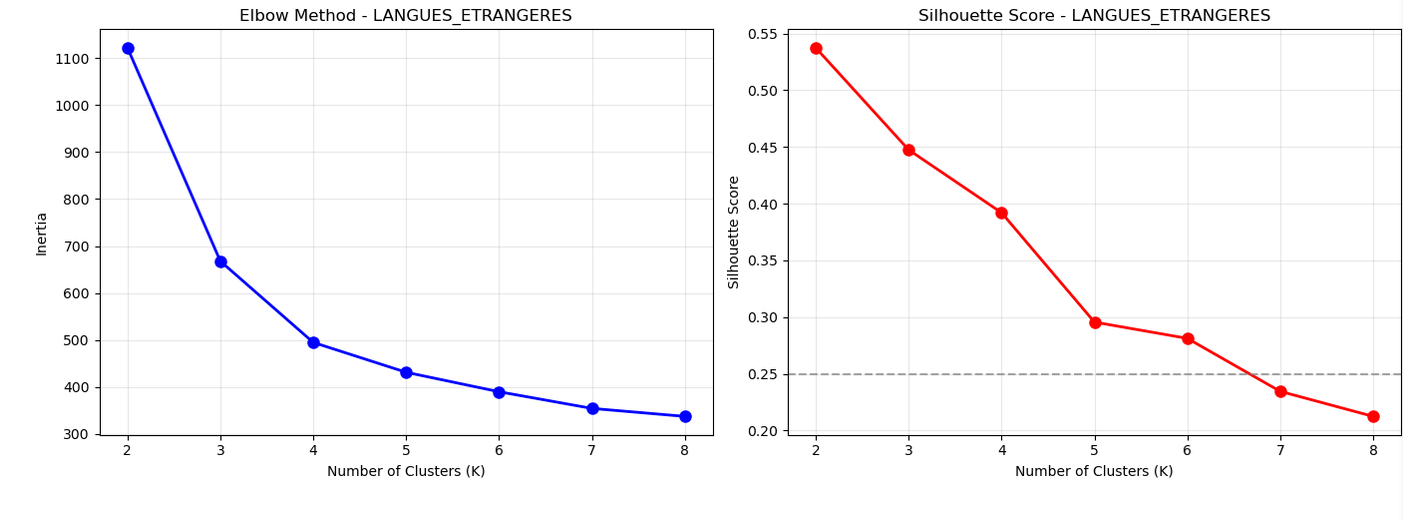 Elbow Method - LANGUES_ETRANGERES
Inertia
1100
1000
900
800
700
600
500
400
300
2 3 4 5 6 7 8
Number of Clusters (K)
Silhouette Score - LANGUES_ETRANGERES
Silhouette Score
0.55
0.50
0.45
0.40
0.35
0.30
0.25
0.20
2 3 4 5 6 7 8
Number of Clusters (K)